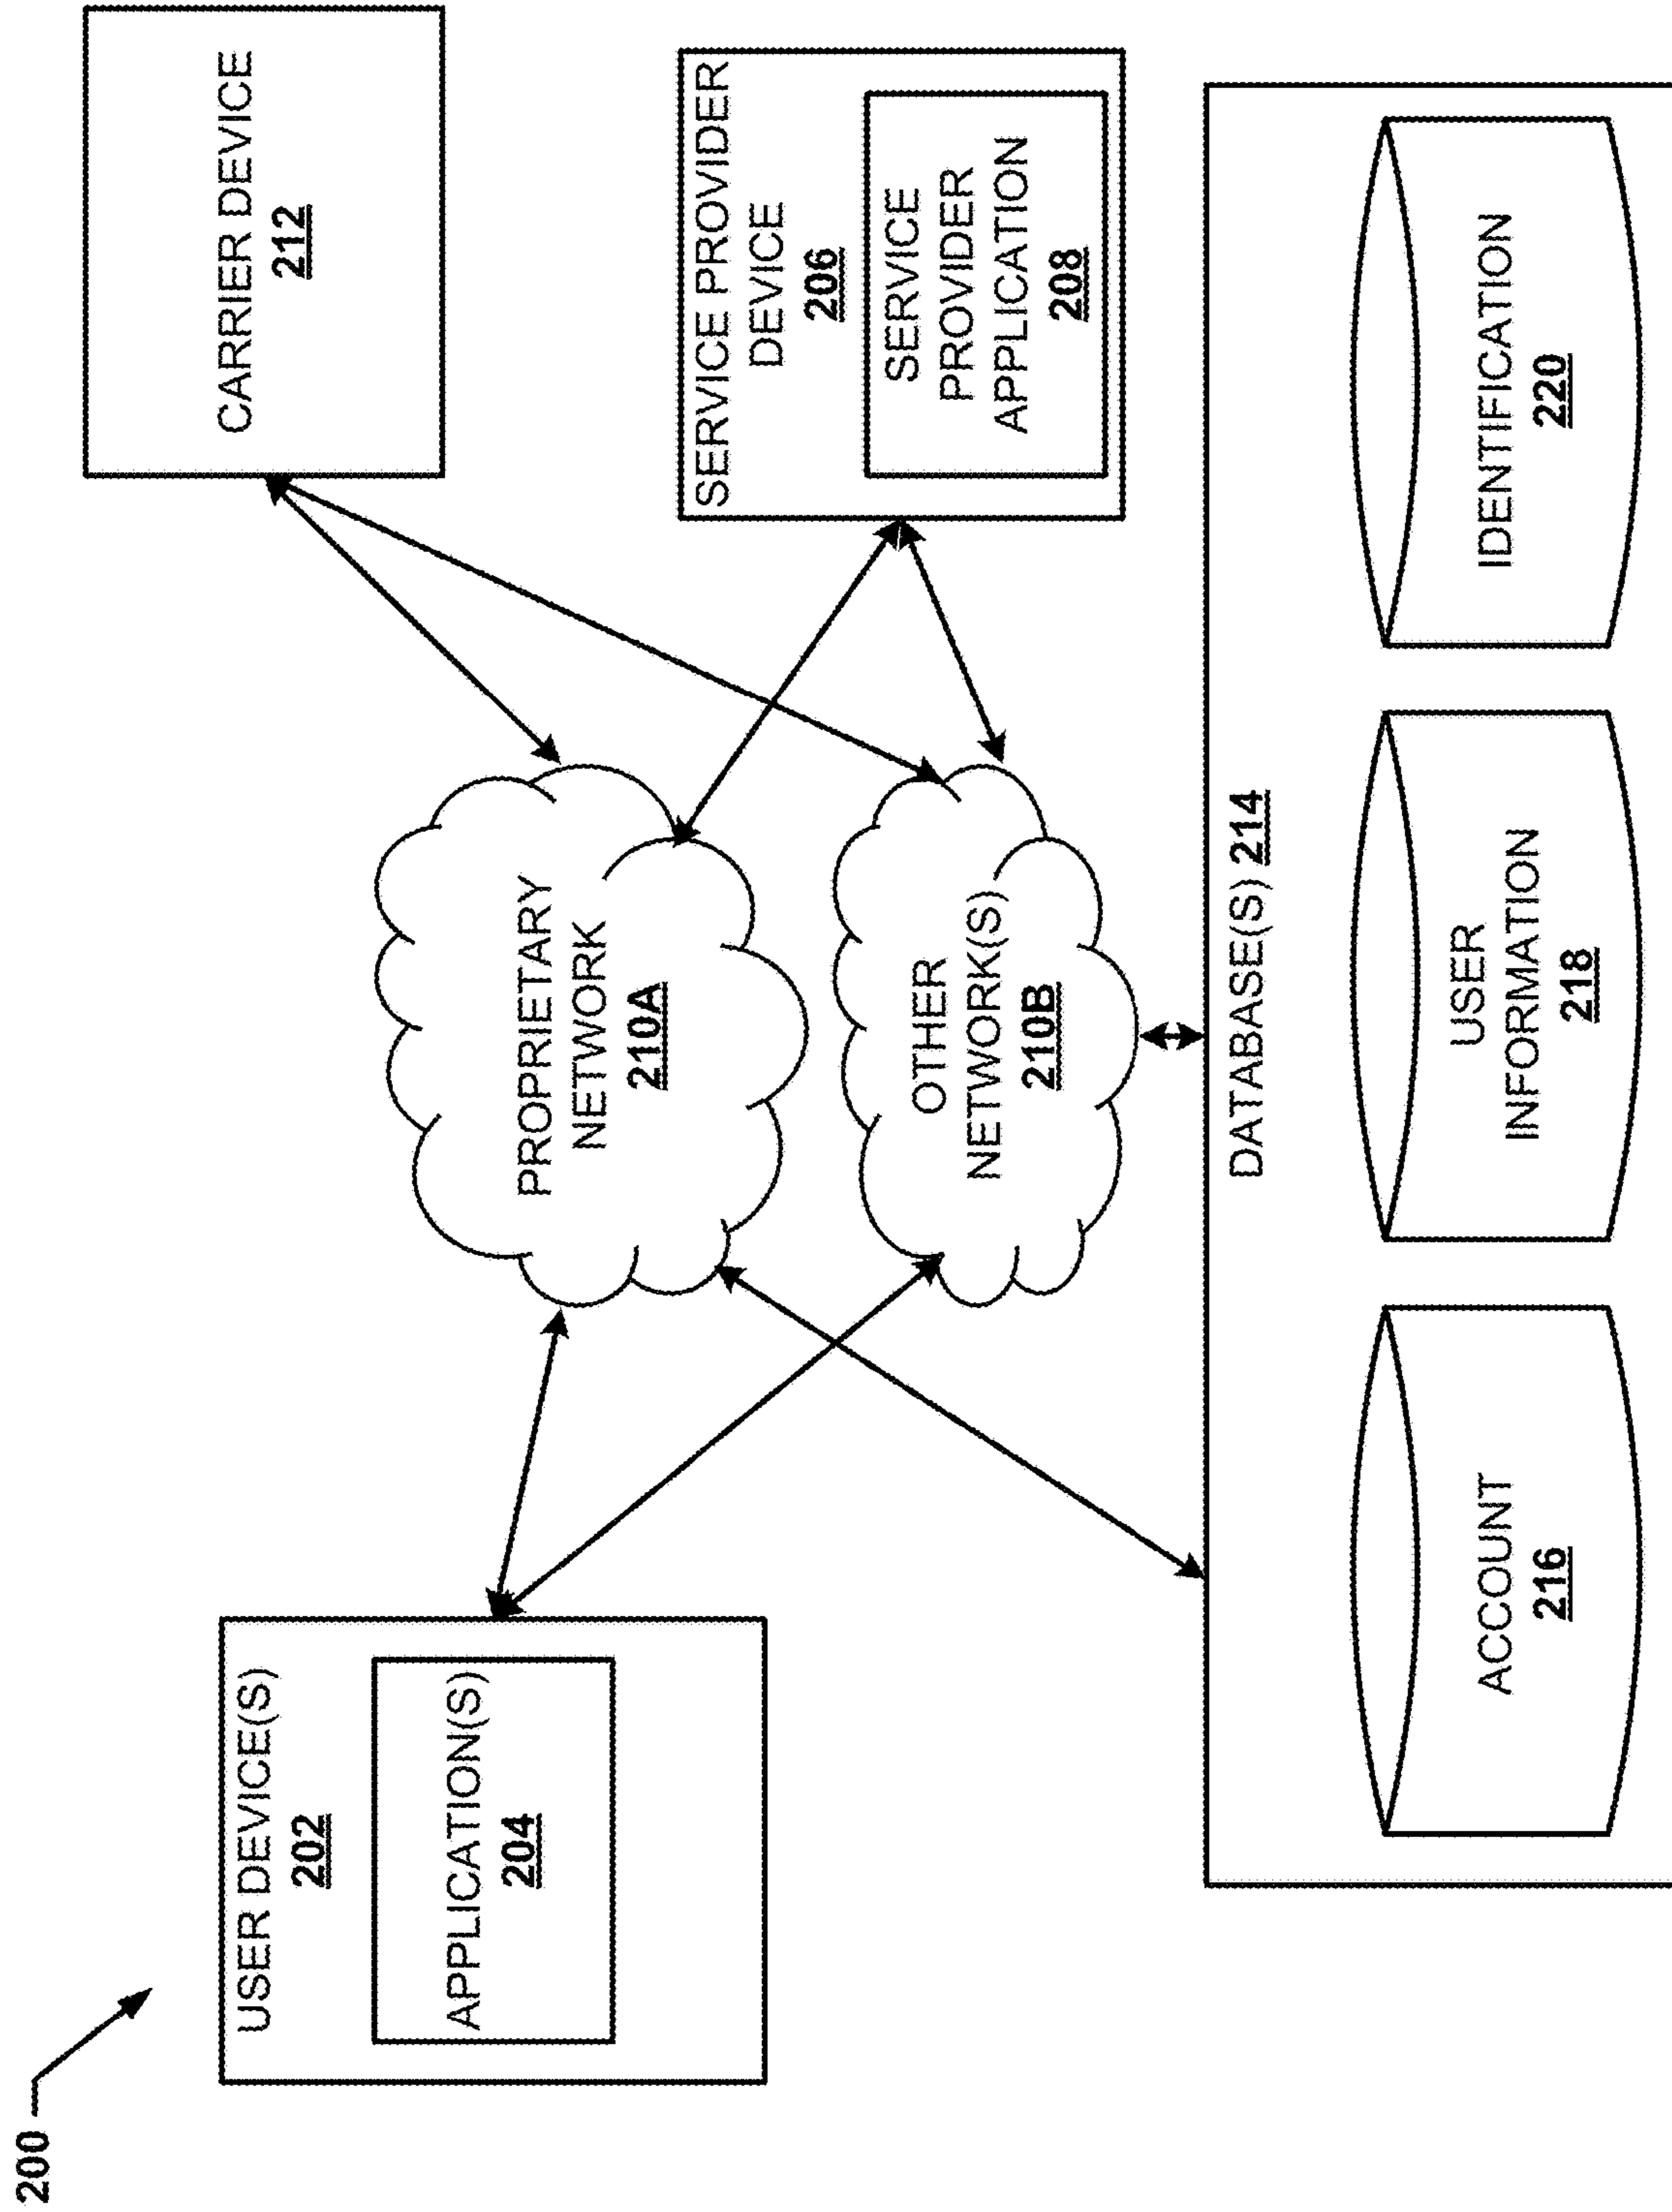 200
USER DEVICE(S)
202
APPLICATION(S)
204
PROPRIETARY
NETWORK
210A
OTHER
NETWORK(S)
210B
CARRIER DEVICE
212
SERVICE PROVIDER
DEVICE
206
SERVICE
PROVIDER
APPLICATION
208
DATABASE(S) 214
ACCOUNT
216
USER
INFORMATION
218
IDENTIFICATION
220